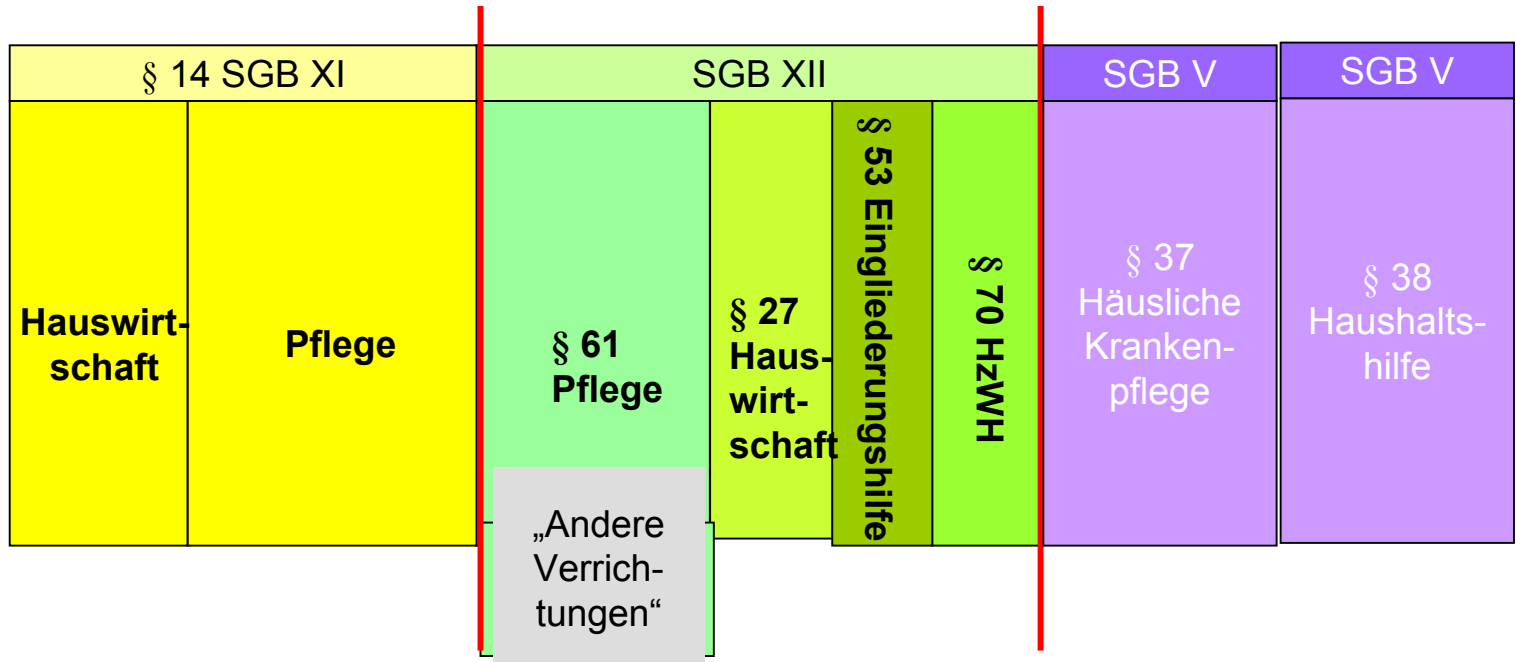 § 14 SGB XI
SGB XII
SGB V
SGB V
Hauswirt-
schaft
Pflege
§ 61
Pflege
§ 27
Haus-
wirt-
schaft
§ 53 Eingliederungshilfe
§ 70 HzWH
§ 37
Häusliche
Kranken-
pflege
§ 38
Haushalts-
hilfe
„Andere
Verrich-
tungen“